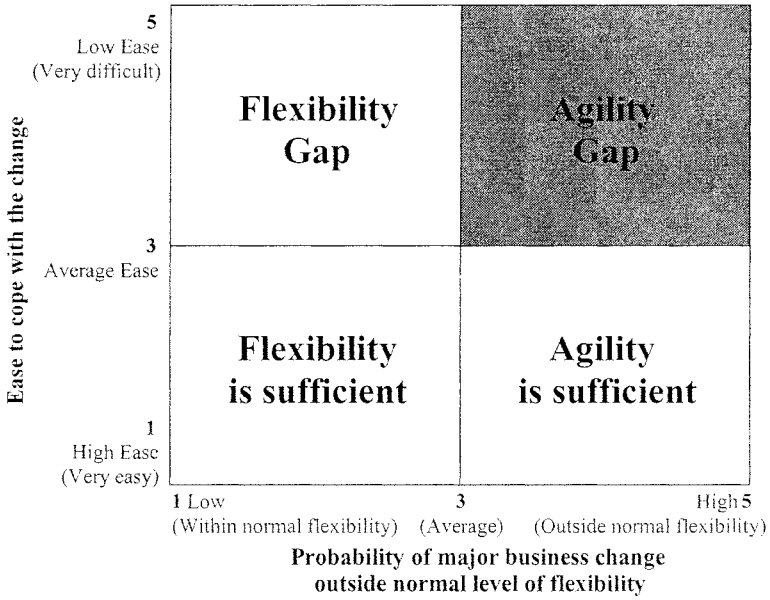 5
Low Ease
(Very difficult)
Flexibility
Gap
Agility
Gap
Ease to cope with the change
3
Average Ease
Flexibility
is sufficient
Agility
is sufficient
1
High Ease
(Very easy)
1 Low
3
High 5
(Within normal flexibility)
(Average)
(Outside normal flexibility)
Probability of major business change
outside normal level of flexibility